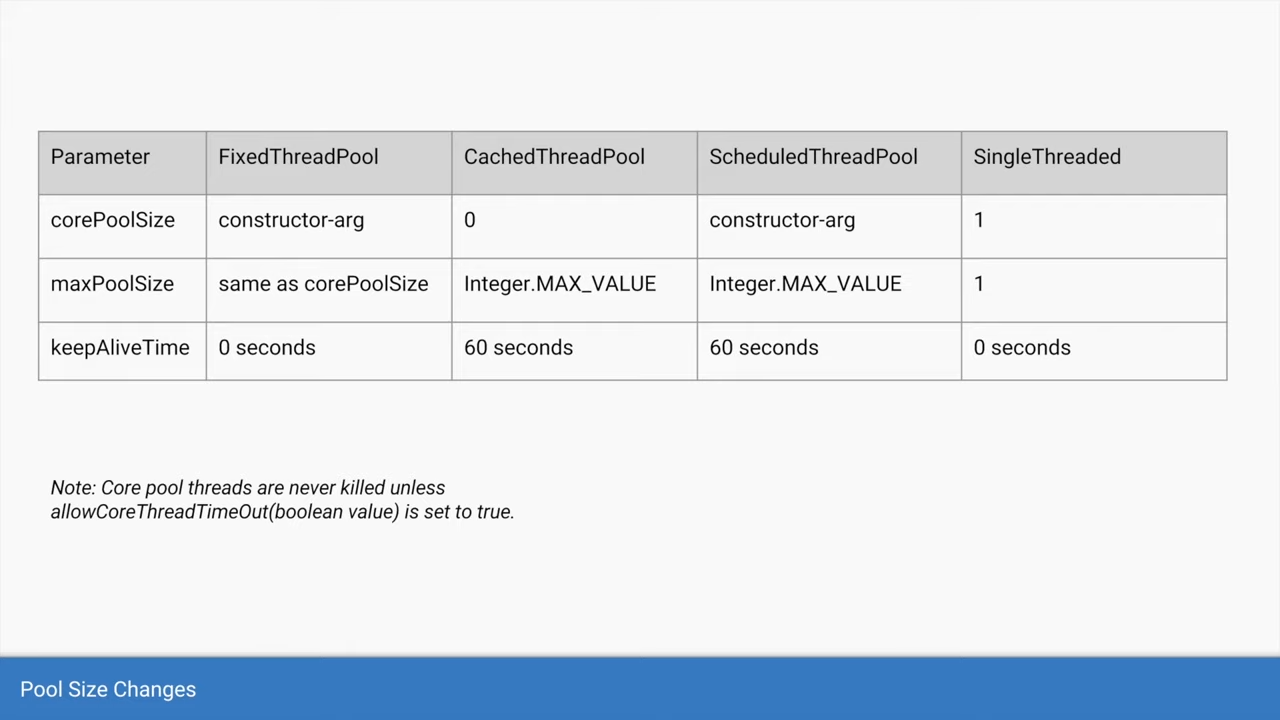 Parameter FixedThreadPool CachedThreadPool ScheduledThreadPool SingleThreaded
corePoolSize constructor-arg 0 constructor-arg 1
maxPoolSize same as corePoolSize Integer.MAX_VALUE Integer.MAX_VALUE 1
keepAliveTime 0 seconds 60 seconds 60 seconds 0 seconds
Note: Core pool threads are never killed unless
allowCoreThreadTimeOut(boolean value) is set to true.
Pool Size Changes